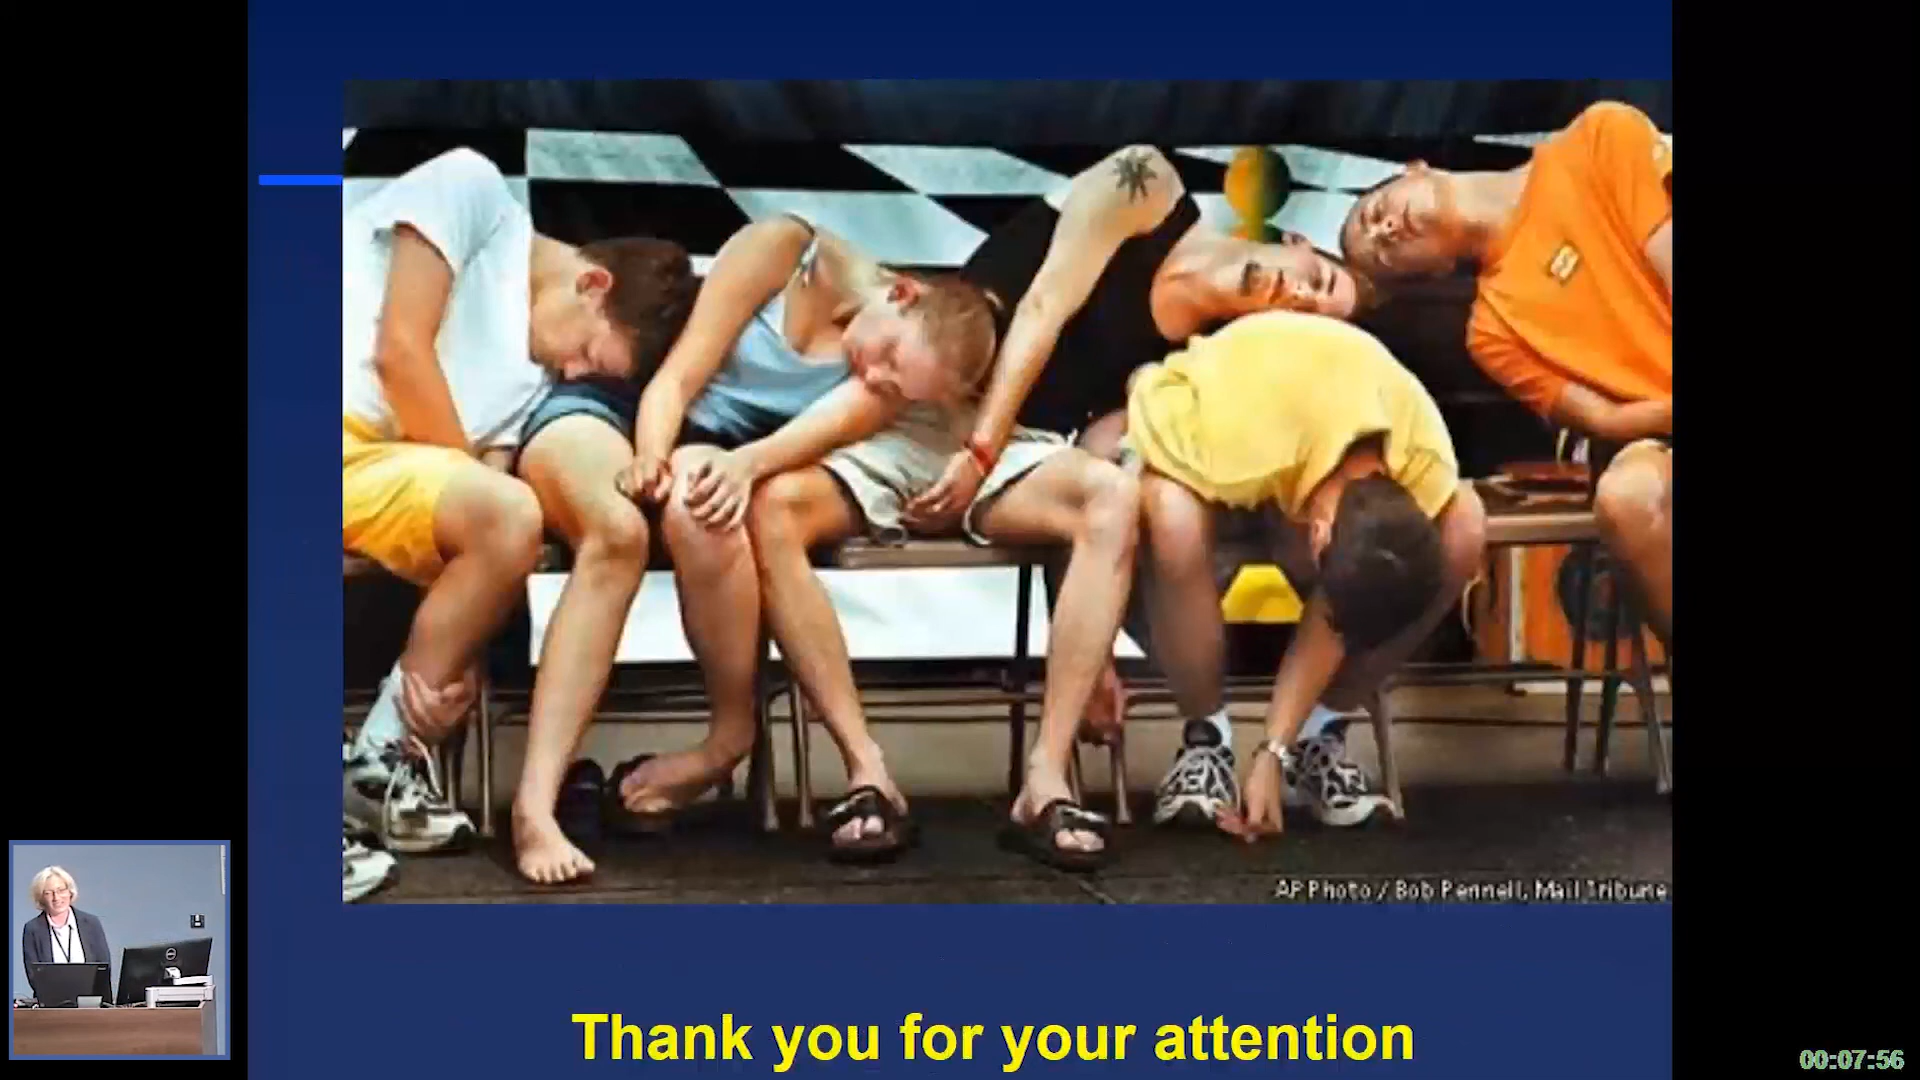 AP Photo / Bob Pennell, Mail Tribune
Thank you for your attention
00:07:56